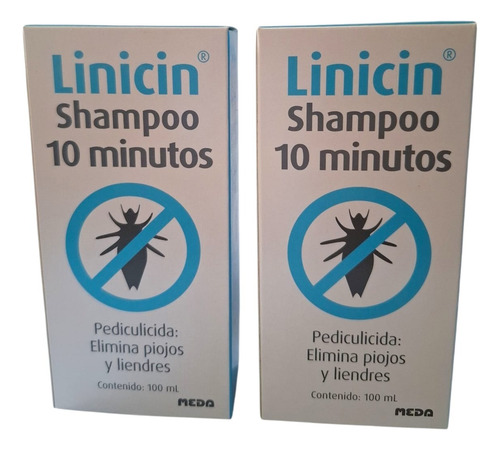 Linicin®
Shampoo
10 minutos
Pediculicida:
Elimina piojos
y liendres
Contenido: 100 mL
MEDA
Linicin®
Shampoo
10 minutos
Pediculicida:
Elimina piojos
y liendres
Contenido: 100 mL
MEDA